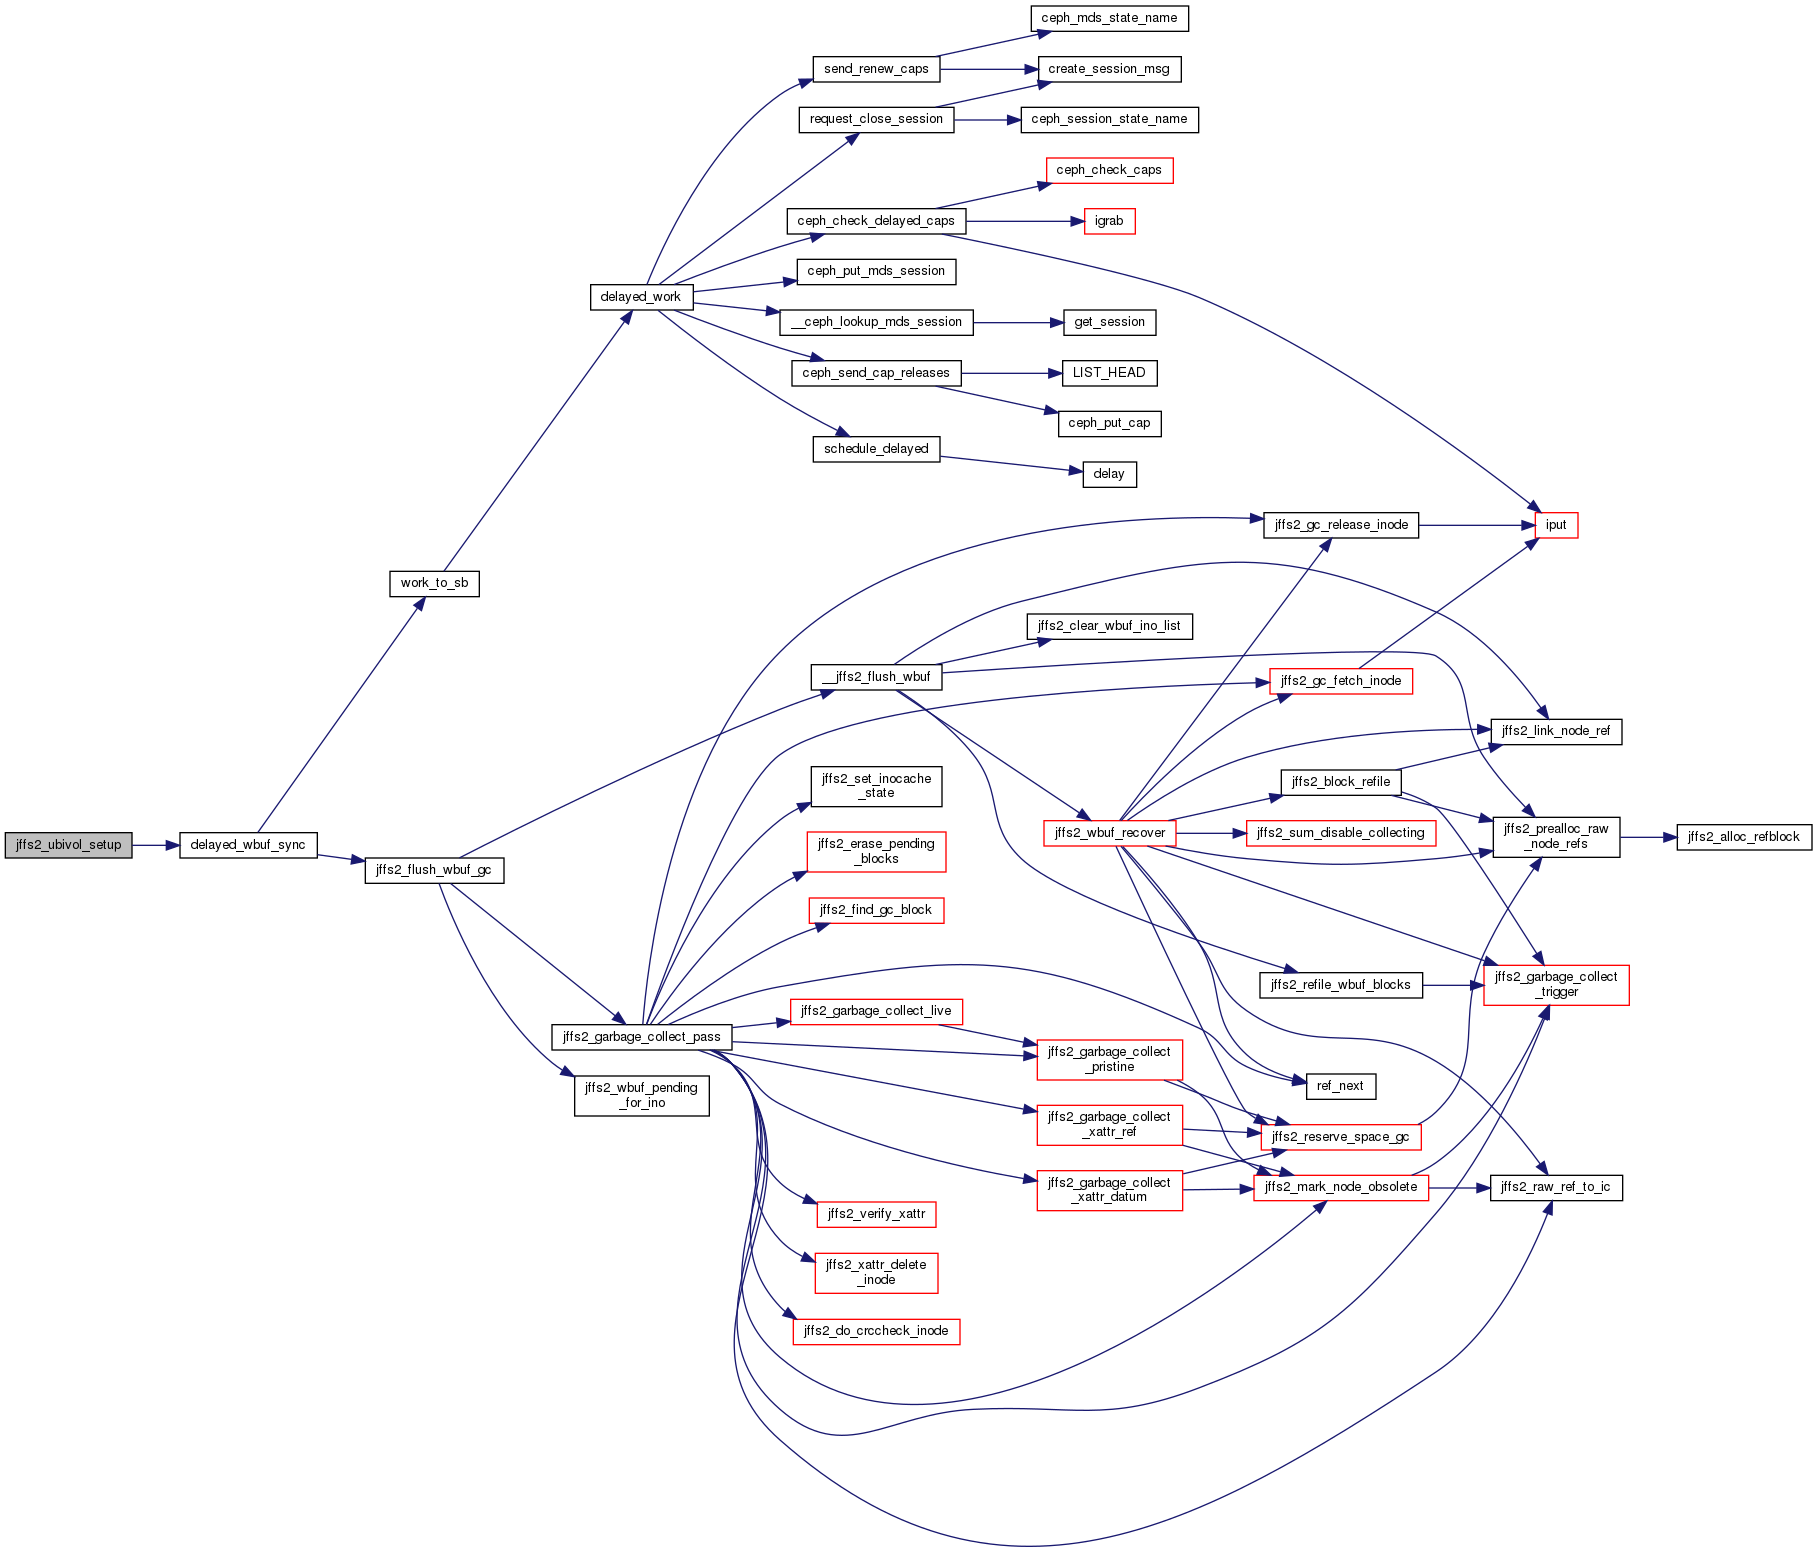 ceph_mds_state_name
send_renew_caps
create_session_msg
request_close_session
ceph_session_state_name
ceph_check_caps
ceph_check_delayed_caps
igrab
ceph_put_mds_session
delayed_work
__ceph_lookup_mds_session
get_session
ceph_send_cap_releases
LIST_HEAD
ceph_put_cap
schedule_delayed
delay
jffs2_gc_release_inode
iput
work_to_sb
jffs2_clear_wbuf_ino_list
__jffs2_flush_wbuf
jffs2_gc_fetch_inode
jffs2_link_node_ref
jffs2_set_inocache
_state
jffs2_block_refile
jffs2_ubivol_setup
delayed_wbuf_sync
jffs2_flush_wbuf_gc
jffs2_erase_pending
_blocks
jffs2_wbuf_recover
jffs2_sum_disable_collecting
jffs2_prealloc_raw
_node_refs
jffs2_alloc_refblock
jffs2_find_gc_block
jffs2_refile_wbuf_blocks
jffs2_garbage_collect
_trigger
jffs2_garbage_collect_live
jffs2_garbage_collect_pass
jffs2_garbage_collect
_pristine
jffs2_wbuf_pending
_for_ino
ref_next
jffs2_garbage_collect
_xattr_ref
jffs2_reserve_space_gc
jffs2_garbage_collect
_xattr_datum
jffs2_mark_node_obsolete
jffs2_raw_ref_to_ic
jffs2_verify_xattr
jffs2_xattr_delete
_inode
jffs2_do_crccheck_inode